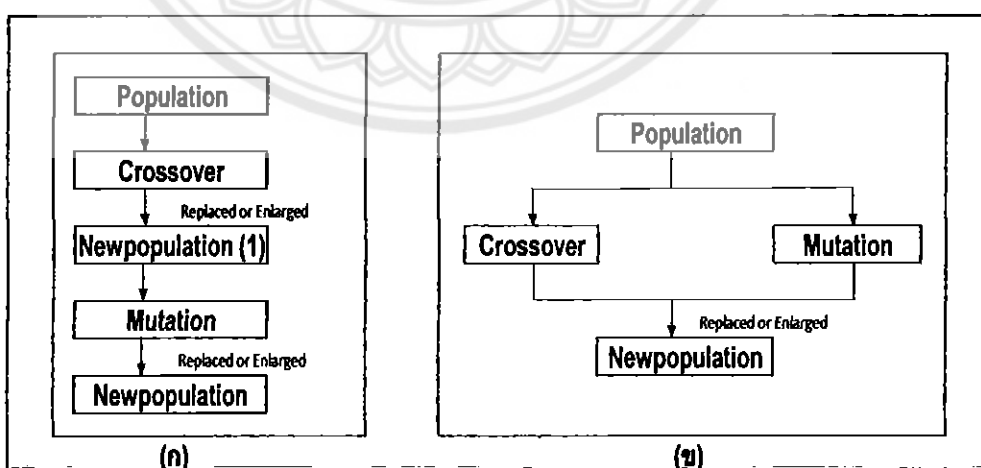 Population
Crossover
Replaced or Enlarged
Newpopulation (1)
Mutation
Replaced or Enlarged
Newpopulation
(ก)
Population
Crossover
Mutation
Replaced or Enlarged
Newpopulation
(ข)